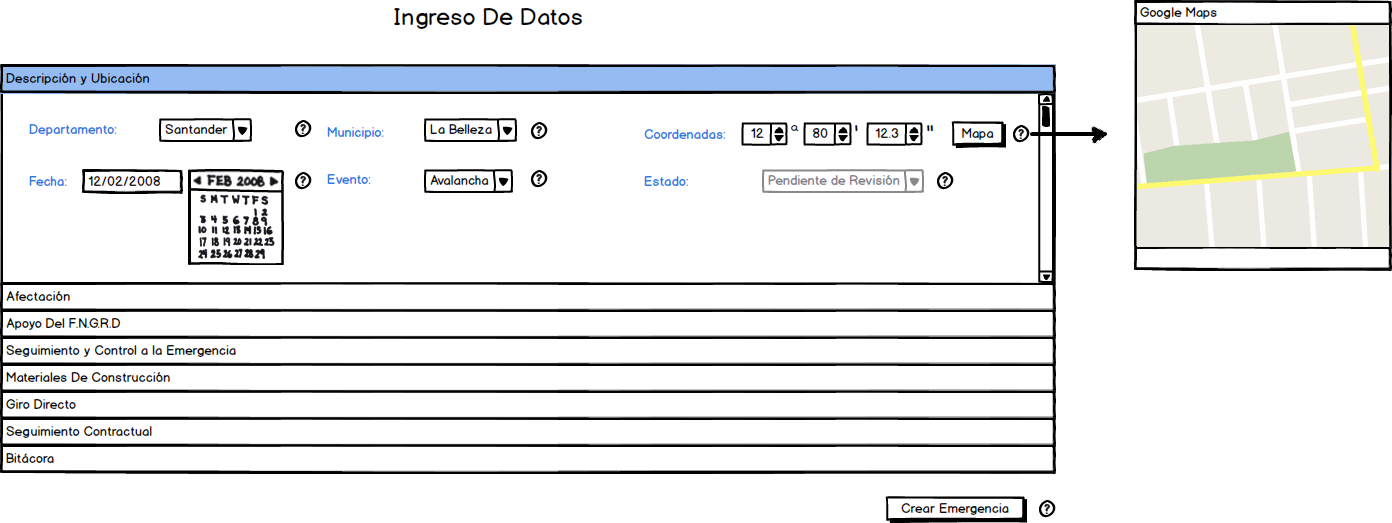 Ingreso De Datos
Google Maps
Descripción y Ubicación
Departamento: Santander ? Municipio: La Belleza ? Coordenadas: 12 º 80 ' 12.3 " Mapa ?
Fecha: 12/02/2008 FEB 2008 ? Evento: Avalancha ? Estado: Pendiente de Revisión ?
S M T W T F S
1 2
3 4 5 6 7 8 9
10 11 12 13 14 15 16
17 18 19 20 21 22 23
24 25 26 27 28 29
Afectación
Apoyo Del F.N.G.R.D
Seguimiento y Control a la Emergencia
Materiales De Construcción
Giro Directo
Seguimiento Contractual
Bitácora
Crear Emergencia ?